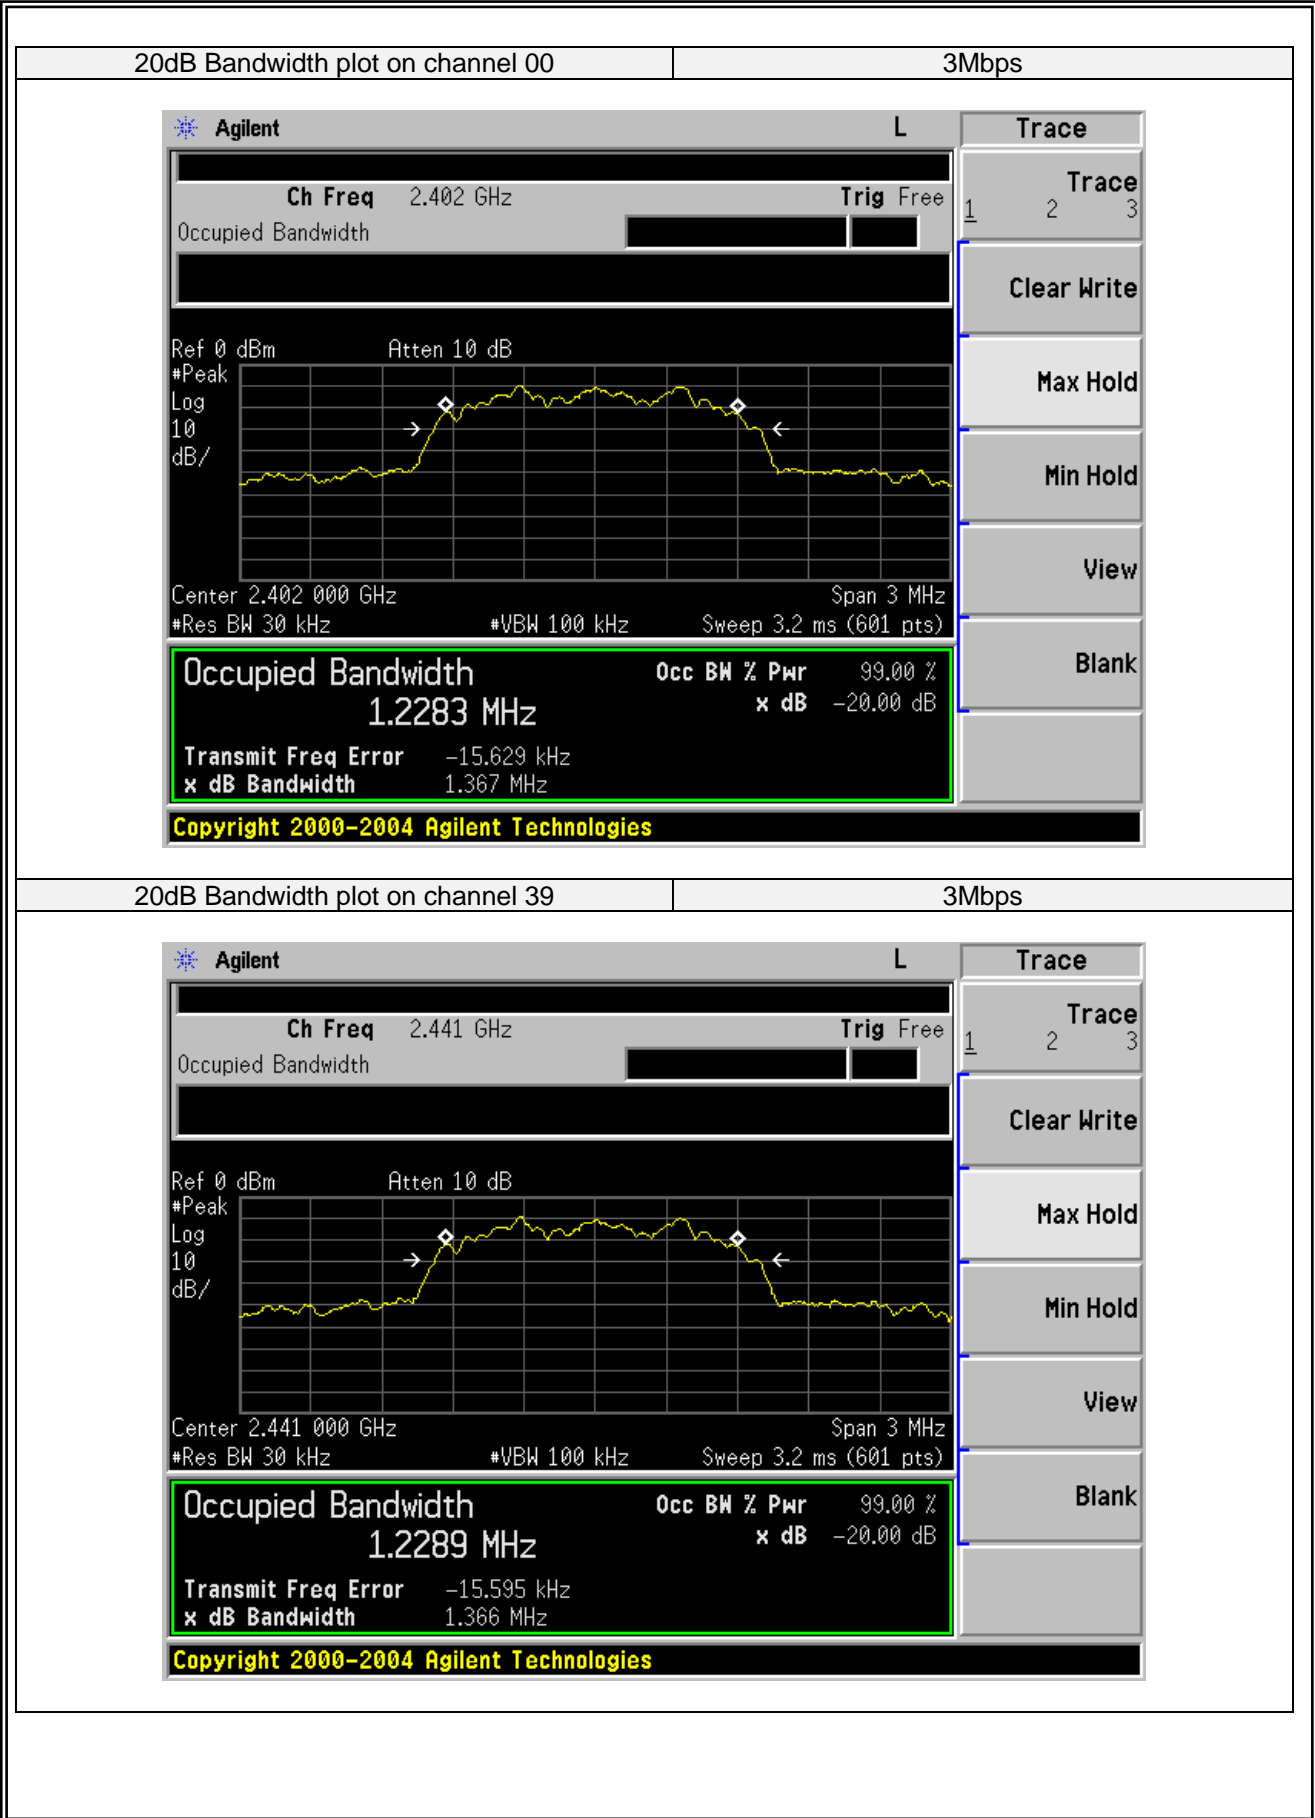 20dB Bandwidth plot on channel 00 3Mbps
Agilent L Trace
Ch Freq 2.402 GHz Trig Free
Occupied Bandwidth
Trace
1 2 3
Clear Write
Max Hold
Min Hold
View
Blank
Ref 0 dBm Atten 10 dB
#Peak
Log
10
dB/
Center 2.402 000 GHz Span 3 MHz
#Res BW 30 kHz #VBW 100 kHz Sweep 3.2 ms (601 pts)
Occupied Bandwidth Occ BW % Pwr 99.00 %
1.2283 MHz x dB -20.00 dB
Transmit Freq Error -15.629 kHz
x dB Bandwidth 1.367 MHz
Copyright 2000-2004 Agilent Technologies
20dB Bandwidth plot on channel 39 3Mbps
Agilent L Trace
Ch Freq 2.441 GHz Trig Free
Occupied Bandwidth
Trace
1 2 3
Clear Write
Max Hold
Min Hold
View
Blank
Ref 0 dBm Atten 10 dB
#Peak
Log
10
dB/
Center 2.441 000 GHz Span 3 MHz
#Res BW 30 kHz #VBW 100 kHz Sweep 3.2 ms (601 pts)
Occupied Bandwidth Occ BW % Pwr 99.00 %
1.2289 MHz x dB -20.00 dB
Transmit Freq Error -15.595 kHz
x dB Bandwidth 1.366 MHz
Copyright 2000-2004 Agilent Technologies